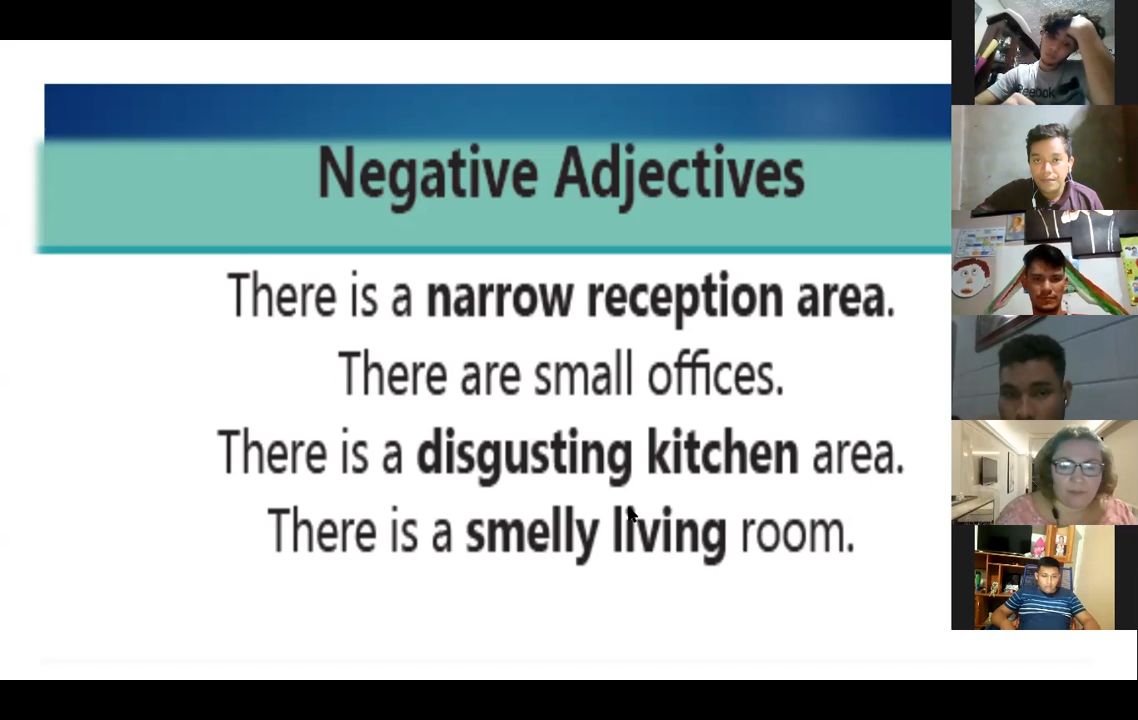 Negative Adjectives
There is a narrow reception area.
There are small offices.
There is a disgusting kitchen area.
There is a smelly living room.
Reebok